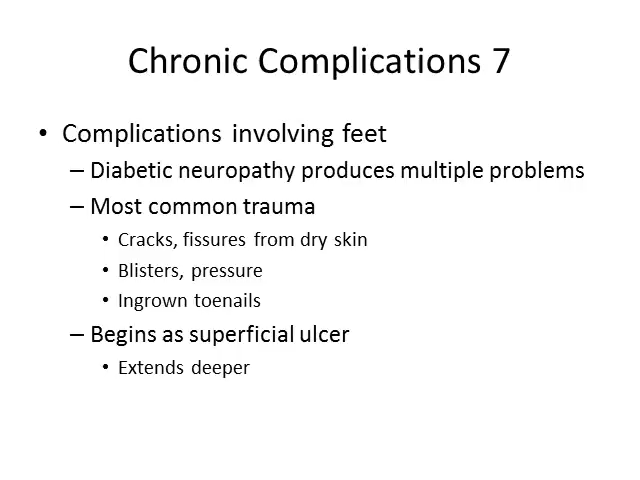 Chronic Complications 7
• Complications involving feet
– Diabetic neuropathy produces multiple problems
– Most common trauma
• Cracks, fissures from dry skin
• Blisters, pressure
• Ingrown toenails
– Begins as superficial ulcer
• Extends deeper